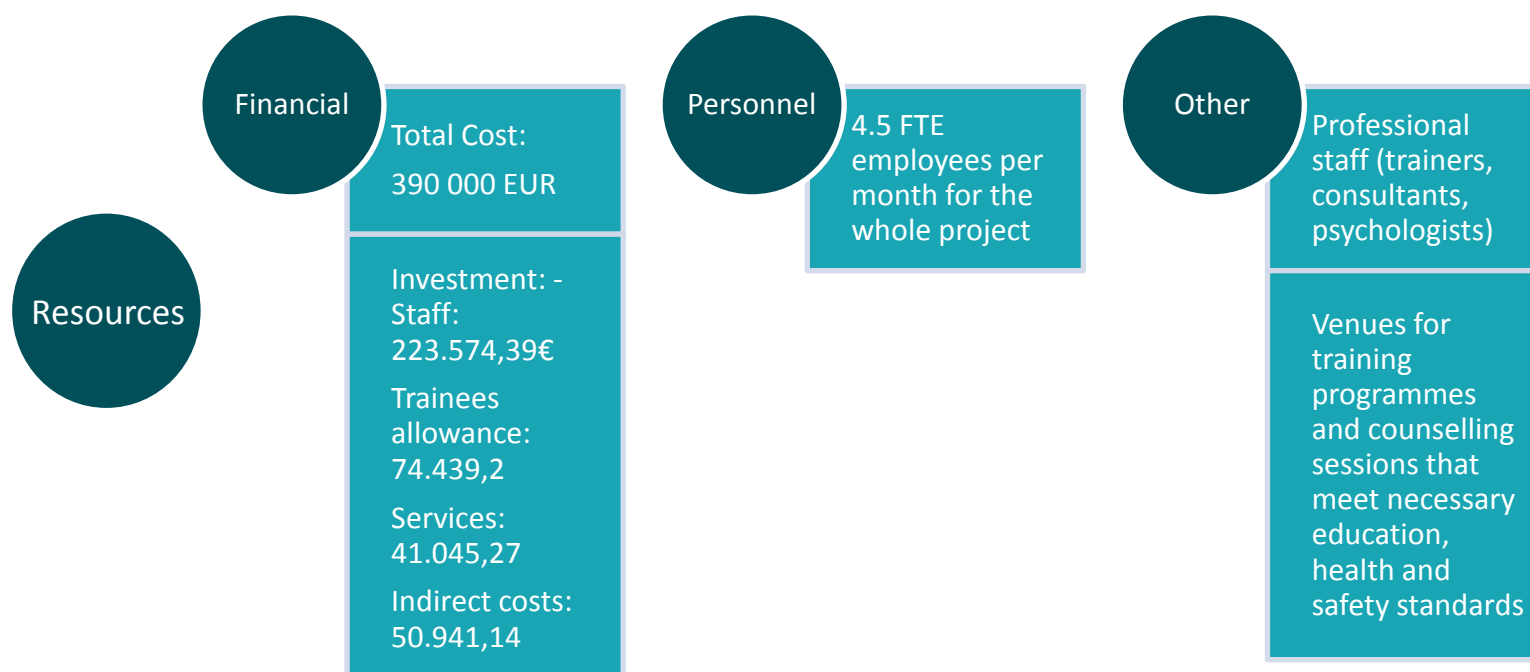 Resources
Financial
Total Cost:
390 000 EUR
Investment: -
Staff:
223.574,39€
Trainees
allowance:
74.439,2
Services:
41.045,27
Indirect costs:
50.941,14
Personnel
4.5 FTE
employees per
month for the
whole project
Other
Professional
staff (trainers,
consultants,
psychologists)
Venues for
training
programmes
and counselling
sessions that
meet necessary
education,
health and
safety standards